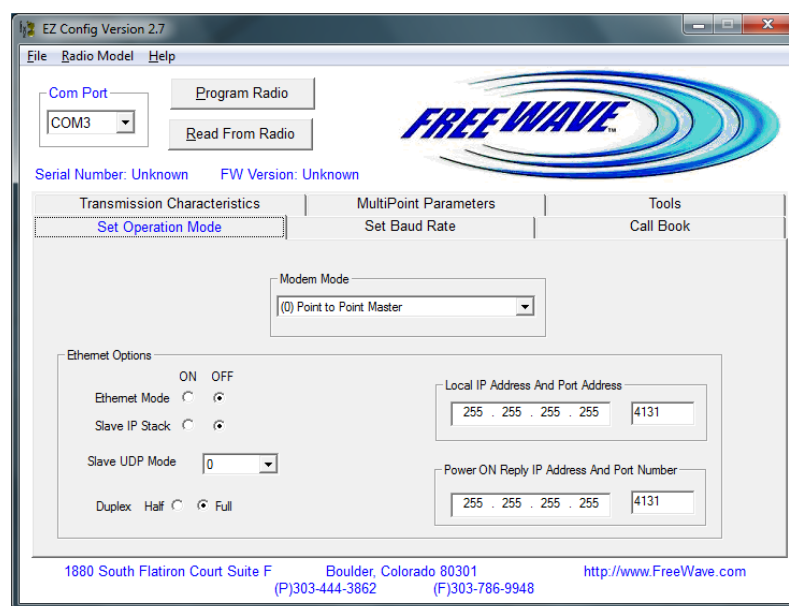 EZ Config Version 2.7
File Radio Model Help
Com Port
COM3
Program Radio
Read From Radio
FREEWAVE™
Serial Number: Unknown FW Version: Unknown
Transmission Characteristics MultiPoint Parameters Tools
Set Operation Mode Set Baud Rate Call Book
Modem Mode
(0) Point to Point Master
Ethernet Options
ON OFF
Ethernet Mode
Slave IP Stack
Slave UDP Mode 0
Duplex Half Full
Local IP Address And Port Address
255 . 255 . 255 . 255 4131
Power ON Reply IP Address And Port Number
255 . 255 . 255 . 255 4131
1880 South Flatiron Court Suite F Boulder, Colorado 80301 http://www.FreeWave.com
(P)303-444-3862 (F)303-786-9948